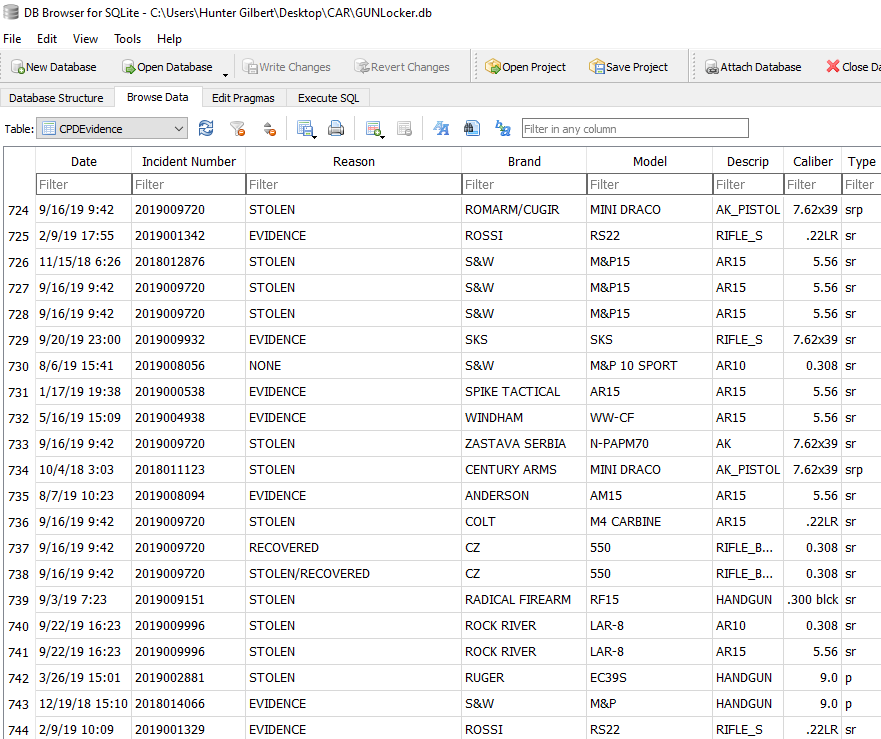 DB Browser for SQLite - C:\Users\Hunter Gilbert\Desktop\CAR\GUNLocker.db
File Edit View Tools Help
New Database Open Database Write Changes Revert Changes Open Project Save Project Attach Database Close Da
Database Structure Browse Data Edit Pragmas Execute SQL
Table: CPDEvidence Filter in any column
Date Incident Number Reason Brand Model Descrip Caliber Type
Filter Filter Filter Filter Filter Filter Filter Filter
724 9/16/19 9:42 2019009720 STOLEN ROMARM/CUGIR MINI DRACO AK_PISTOL 7.62x39 srp
725 2/9/19 17:55 2019001342 EVIDENCE ROSSI RS22 RIFLE_S .22LR sr
726 11/15/18 6:26 2018012876 STOLEN S&W M&P15 AR15 5.56 sr
727 9/16/19 9:42 2019009720 STOLEN S&W M&P15 AR15 5.56 sr
728 9/16/19 9:42 2019009720 STOLEN S&W M&P15 AR15 5.56 sr
729 9/20/19 23:00 2019009932 EVIDENCE SKS SKS RIFLE_S 7.62x39 sr
730 8/6/19 15:41 2019008056 NONE S&W M&P 10 SPORT AR10 0.308 sr
731 1/17/19 19:38 2019000538 EVIDENCE SPIKE TACTICAL AR15 AR15 5.56 sr
732 5/16/19 15:09 2019004938 EVIDENCE WINDHAM WW-CF AR15 5.56 sr
733 9/16/19 9:42 2019009720 STOLEN ZASTAVA SERBIA N-PAPM70 AK 7.62x39 sr
734 10/4/18 3:03 2018011123 STOLEN CENTURY ARMS MINI DRACO AK_PISTOL 7.62x39 srp
735 8/7/19 10:23 2019008094 EVIDENCE ANDERSON AM15 AR15 5.56 sr
736 9/16/19 9:42 2019009720 STOLEN COLT M4 CARBINE AR15 .22LR sr
737 9/16/19 9:42 2019009720 RECOVERED CZ 550 RIFLE_B... 0.308 sr
738 9/16/19 9:42 2019009720 STOLEN/RECOVERED CZ 550 RIFLE_B... 0.308 sr
739 9/3/19 7:23 2019009151 STOLEN RADICAL FIREARM RF15 HANDGUN .300 blck sr
740 9/22/19 16:23 2019009996 STOLEN ROCK RIVER LAR-8 AR10 0.308 sr
741 9/22/19 16:23 2019009996 STOLEN ROCK RIVER LAR-8 AR15 5.56 sr
742 3/26/19 15:01 2019002881 STOLEN RUGER EC39S HANDGUN 9.0 p
743 12/19/18 15:10 2018014066 EVIDENCE S&W M&P HANDGUN 9.0 p
744 2/9/19 10:09 2019001329 EVIDENCE ROSSI RS22 RIFLE_S .22LR sr